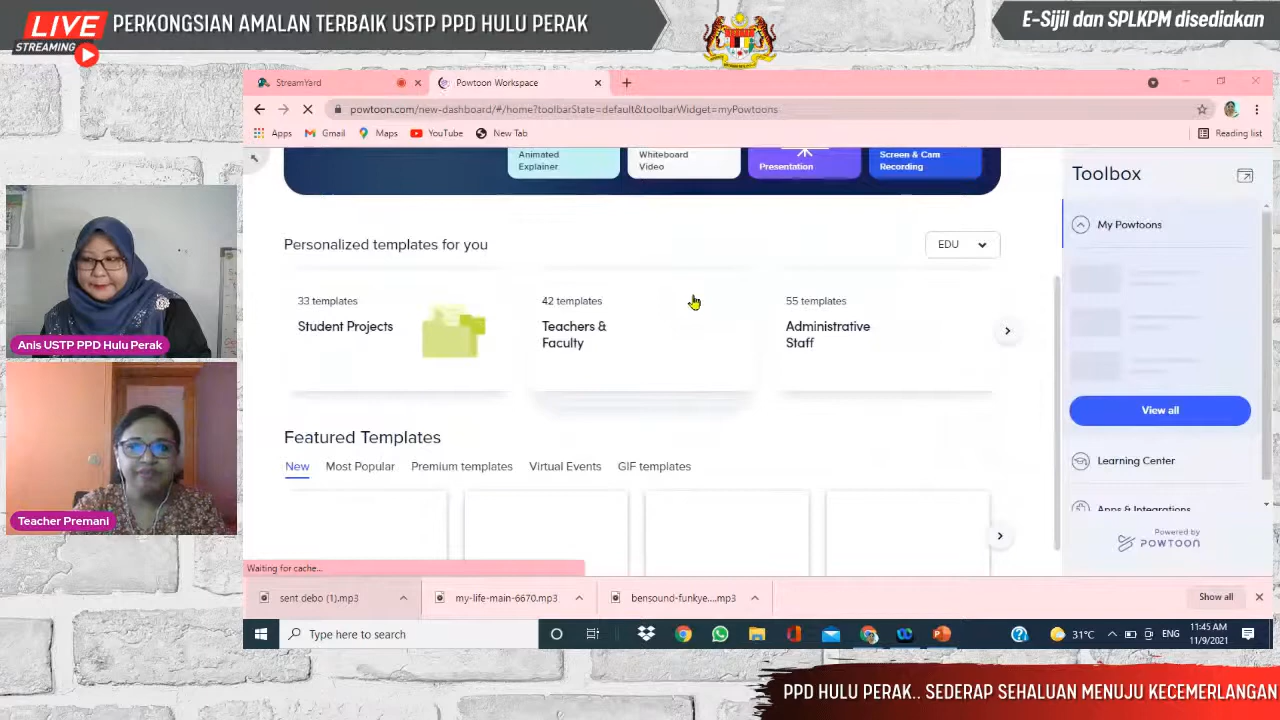 LIVE
STREAMING
PERKONGSIAN AMALAN TERBAIK USTP PPD HULU PERAK
E-Sijil dan SPLKPM disediakan
StreamYard
Powtoon Workspace
powtoon.com/new-dashboard/#/home?toolbarState=default&toolbarWidget=myPowtoons
Apps
Gmail
Maps
YouTube
New Tab
Reading list
Animated
Explainer
Whiteboard
Video
Presentation
Screen & Cam
Recording
Toolbox
My Powtoons
Personalized templates for you
EDU
33 templates
Student Projects
42 templates
Teachers &
Faculty
55 templates
Administrative
Staff
View all
Featured Templates
New
Most Popular
Premium templates
Virtual Events
GIF templates
Learning Center
Apps & Integrations
Powered by
POWTOON
Anis USTP PPD Hulu Perak
Teacher Premani
Waiting for cache...
sent debo (1).mp3
my-life-main-6670.mp3
bensound-funkye....mp3
Show all
Type here to search
31°C
ENG
11:45 AM
11/9/2021
PPD HULU PERAK.. SEDERAP SEHALUAN MENUJU KECEMERLANGAN